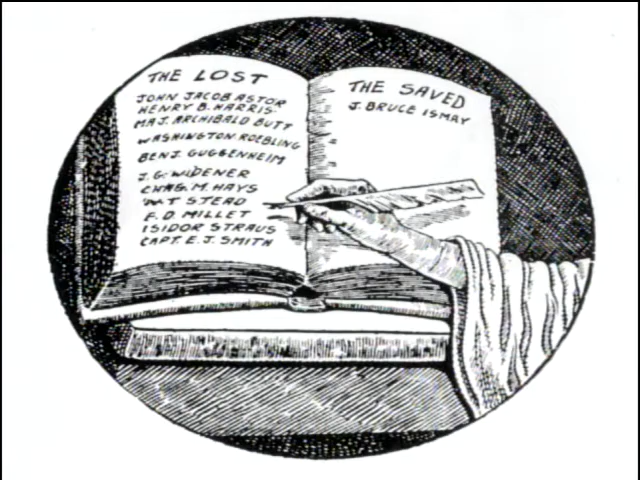 THE LOST
JOHN JACOB ASTOR
HENRY B. HARRIS
MAJ. ARCHIBALD BUTT
WASHINGTON ROEBLING
BENJ. GUGGENHEIM
J. G. WIDENER
CHAS. M. HAYS
W T STEAD
F. D. MILLET
ISIDOR STRAUS
CAPT. E. J. SMITH
THE SAVED
J. BRUCE ISMAY